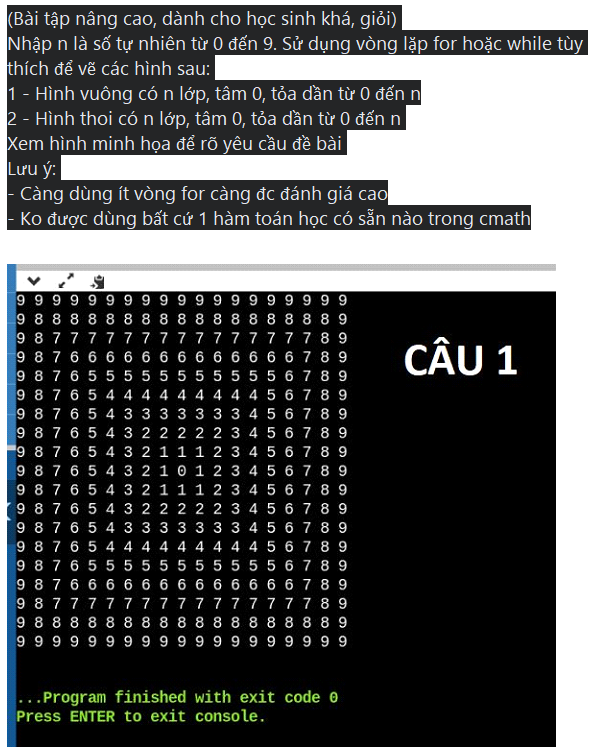 (Bài tập nâng cao, dành cho học sinh khá, giỏi)
Nhập n là số tự nhiên từ 0 đến 9. Sử dụng vòng lặp for hoặc while tùy
thích để vẽ các hình sau:
1 - Hình vuông có n lớp, tâm 0, tỏa dần từ 0 đến n
2 - Hình thoi có n lớp, tâm 0, tỏa dần từ 0 đến n
Xem hình minh họa để rõ yêu cầu đề bài
Lưu ý:
- Càng dùng ít vòng for càng đc đánh giá cao
- Ko được dùng bất cứ 1 hàm toán học có sẵn nào trong cmath
9 9 9 9 9 9 9 9 9 9 9 9 9 9 9 9 9 9 9
9 8 8 8 8 8 8 8 8 8 8 8 8 8 8 8 8 8 9
9 8 7 7 7 7 7 7 7 7 7 7 7 7 7 7 7 8 9
9 8 7 6 6 6 6 6 6 6 6 6 6 6 6 6 7 8 9
9 8 7 6 5 5 5 5 5 5 5 5 5 5 5 6 7 8 9
9 8 7 6 5 4 4 4 4 4 4 4 4 4 5 6 7 8 9
9 8 7 6 5 4 3 3 3 3 3 3 3 4 5 6 7 8 9
9 8 7 6 5 4 3 2 2 2 2 2 3 4 5 6 7 8 9
9 8 7 6 5 4 3 2 1 1 1 2 3 4 5 6 7 8 9
9 8 7 6 5 4 3 2 1 0 1 2 3 4 5 6 7 8 9
9 8 7 6 5 4 3 2 1 1 1 2 3 4 5 6 7 8 9
9 8 7 6 5 4 3 2 2 2 2 2 3 4 5 6 7 8 9
9 8 7 6 5 4 3 3 3 3 3 3 3 4 5 6 7 8 9
9 8 7 6 5 4 4 4 4 4 4 4 4 4 5 6 7 8 9
9 8 7 6 5 5 5 5 5 5 5 5 5 5 5 6 7 8 9
9 8 7 6 6 6 6 6 6 6 6 6 6 6 6 6 7 8 9
9 8 7 7 7 7 7 7 7 7 7 7 7 7 7 7 7 8 9
9 8 8 8 8 8 8 8 8 8 8 8 8 8 8 8 8 8 9
9 9 9 9 9 9 9 9 9 9 9 9 9 9 9 9 9 9 9
CÂU 1
...Program finished with exit code 0
Press ENTER to exit console.